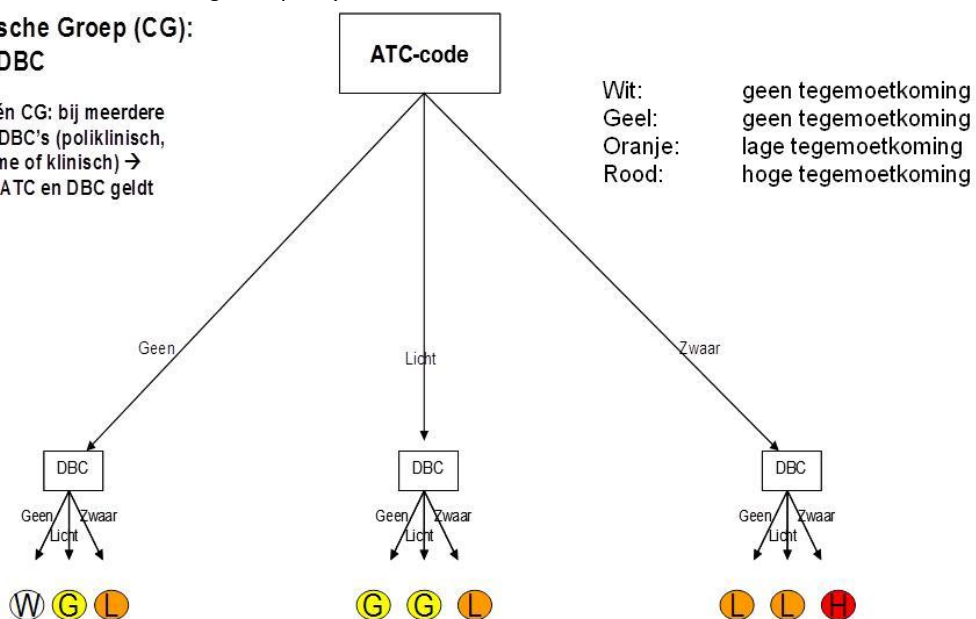 sche Groep (CG):
DBC
én CG: bij meerdere
DBC's (poliklinisch,
me of klinisch) →
ATC en DBC geldt
ATC-code
Wit: geen tegemoetkoming
Geel: geen tegemoetkoming
Oranje: lage tegemoetkoming
Rood: hoge tegemoetkoming
Geen Licht Zwaar
DBC DBC DBC
Geen Licht Zwaar Geen Licht Zwaar Geen Licht Zwaar
W G L G G L L L H